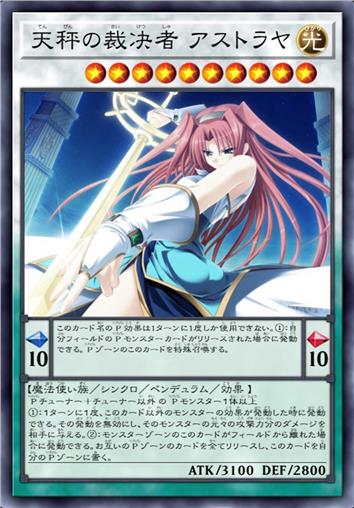 天秤の裁決者 アストラヤ
光
このカード名のＰ効果は1ターンに1度しか使用できない。①：自
分フィールドのＰモンスターカードがリリースされた場合に発動
できる。Ｐゾーンのこのカードを特殊召喚する。
10
10
【魔法使い族／シンクロ／ペンデュラム／効果】
Ｐチューナー＋チューナー以外のＰモンスター1体以上
①：1ターンに1度、このカード以外のモンスターの効果が発動した時に発動
できる。その発動を無効にし、そのモンスターの元々の攻撃力分のダメージを
相手に与える。②：モンスターゾーンのこのカードがフィールドから離れた場
合に発動できる。お互いのＰゾーンのカードを全てリリースし、このカードを自
分のＰゾーンに置く。
ATK/3100 DEF/2800